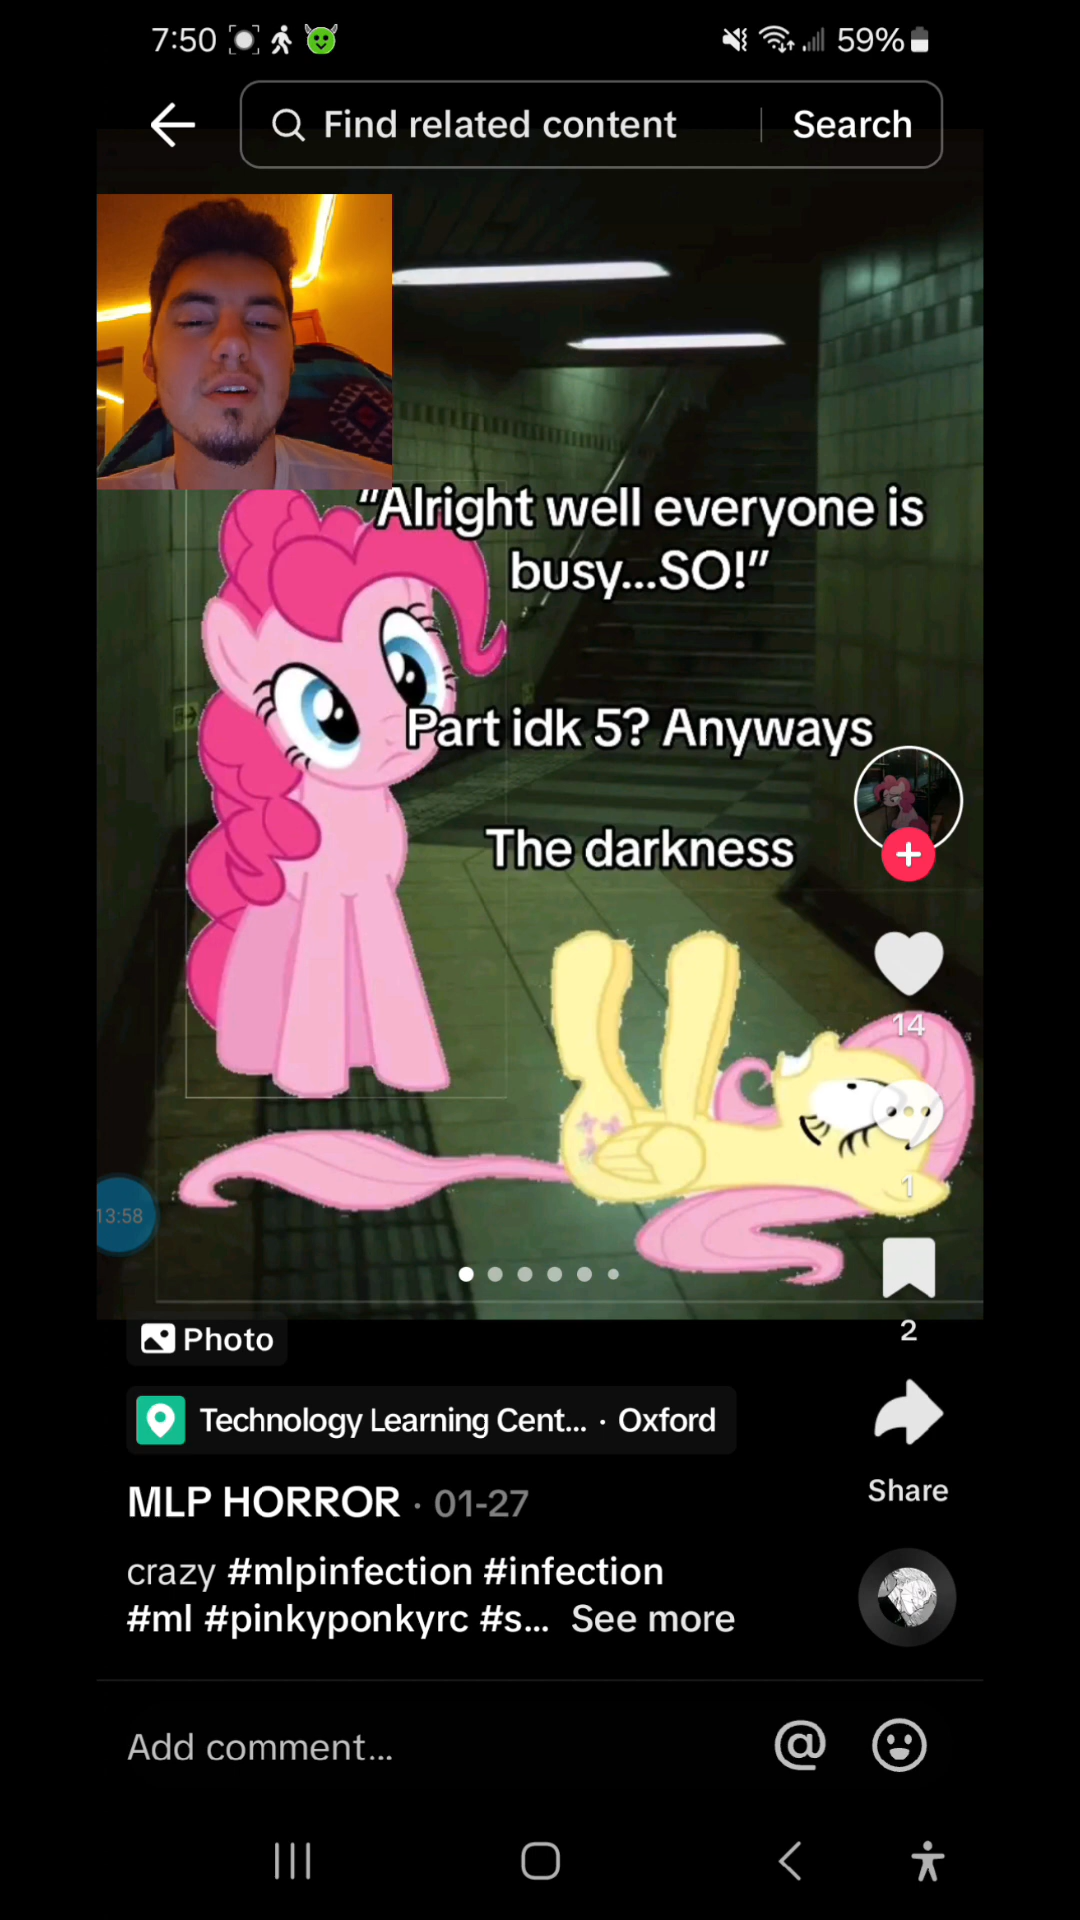 7:50
59%
Find related content
Search
"Alright well everyone is
busy...SO!"
Part idk 5? Anyways
The darkness
14
1
13:58
Photo
2
Technology Learning Cent... · Oxford
Share
MLP HORROR · 01-27
crazy #mlpinfection #infection
#ml #pinkyponkyrc #s... See more
Add comment...